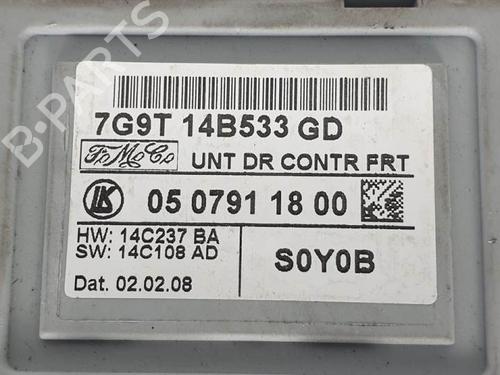 B-PARTS
7G9T 14B533 GD
FoMoCo UNT DR CONTR FRT
LK 05 0791 18 00
HW: 14C237 BA
SW: 14C108 AD
S0Y0B
Dat. 02.02.08